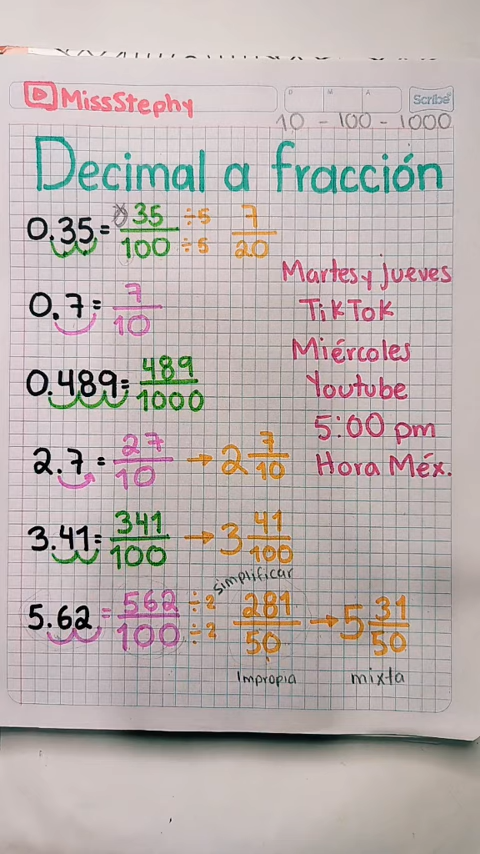 MissStephy
D M A
Scribe
10 - 100 - 1000
Decimal a fracción
0.35 = 35/100 ÷5 ÷5 7/20
0.7 = 7/10
0.489 = 489/1000
2.7 = 27/10 → 2 7/10
3.41 = 341/100 → 3 41/100
simplificar
5.62 = 562/100 ÷2 ÷2 281/50 → 5 31/50
Impropia mixta
Martes y jueves
TikTok
Miércoles
Youtube
5:00 pm
Hora Méx.